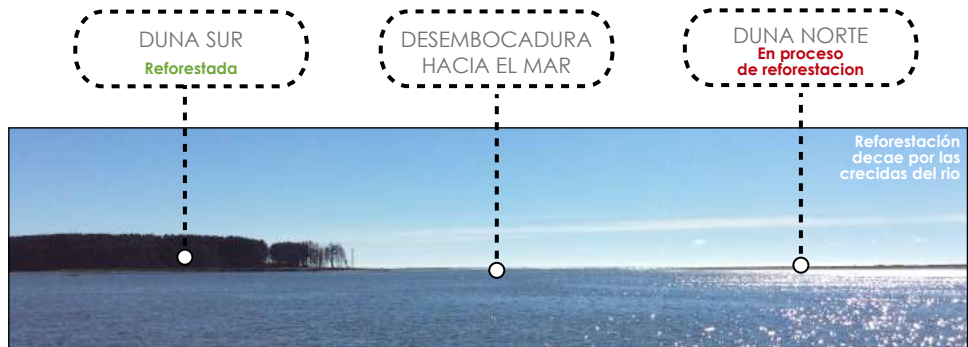 DUNA SUR
Reforestada
DESEMBOCADURA
HACIA EL MAR
DUNA NORTE
En proceso
de reforestacion
Reforestación
decae por las
crecidas del rio